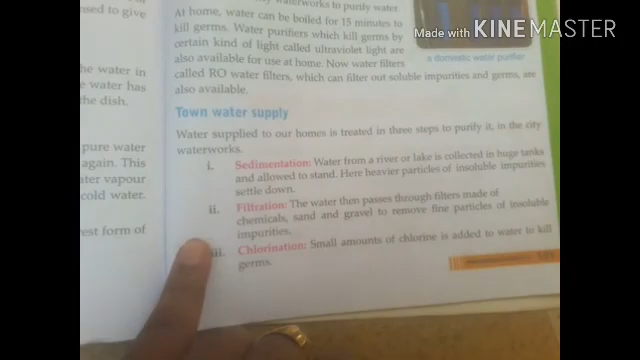 Made with KINEMASTER
used to give
he water in
e water has
the dish.
pure water
again. This
ter vapour
cold water.
est form of
waterworks to purify water.
At home, water can be boiled for 15 minutes to
kill germs. Water purifiers which kill germs by
certain kind of light called ultraviolet light are
also available for use at home. Now water filters
called RO water filters, which can filter out soluble impurities and germs, are
also available.
a domestic water purifier
Town water supply
Water supplied to our homes is treated in three steps to purify it, in the city
waterworks.
i. Sedimentation: Water from a river or lake is collected in huge tanks
and allowed to stand. Here heavier particles of insoluble impurities
settle down.
ii. Filtration: The water then passes through filters made of
chemicals, sand and gravel to remove fine particles of insoluble
impurities.
iii. Chlorination: Small amounts of chlorine is added to water to kill
germs.